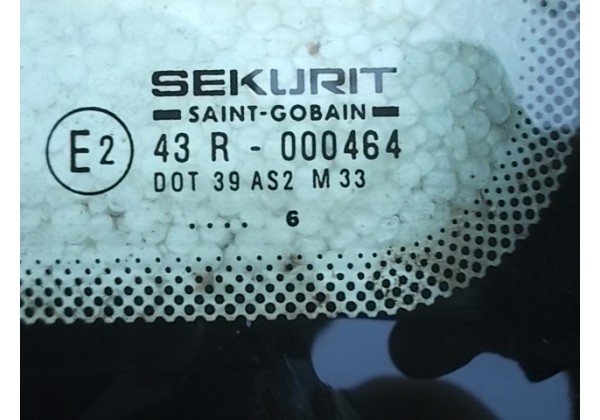 SEKURIT
SAINT-GOBAIN
E2 43 R - 000464
DOT 39 AS2 M 33
.... 6